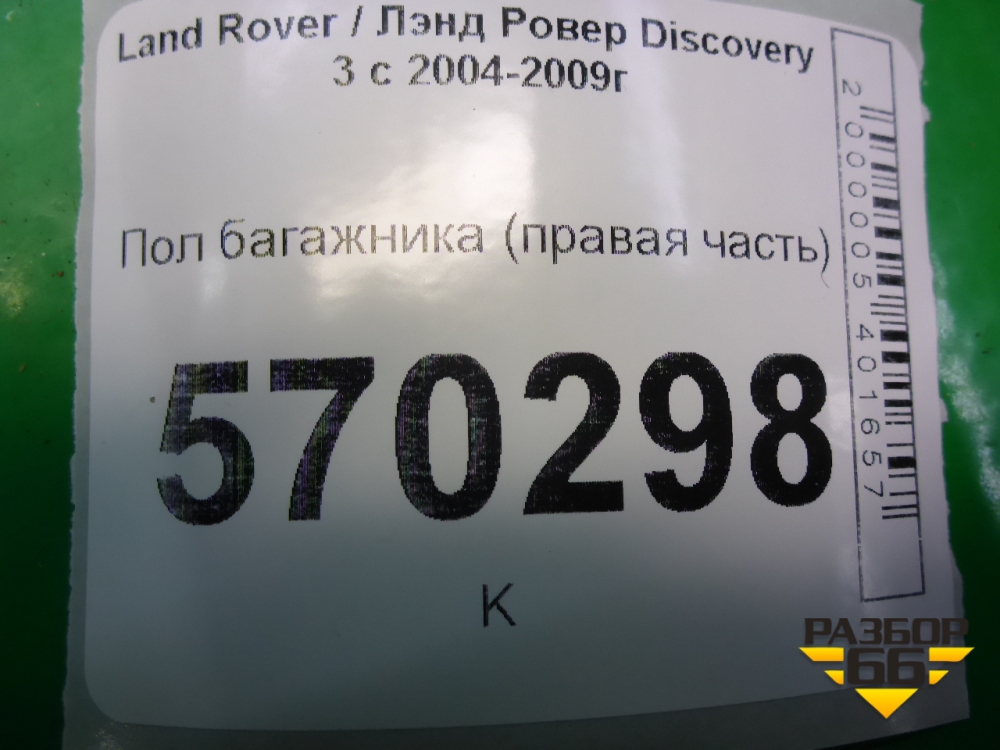 Land Rover / Лэнд Ровер Discovery
3 с 2004-2009г
Пол багажника (правая часть)
570298
К
2000005401657
РАЗБОР
66